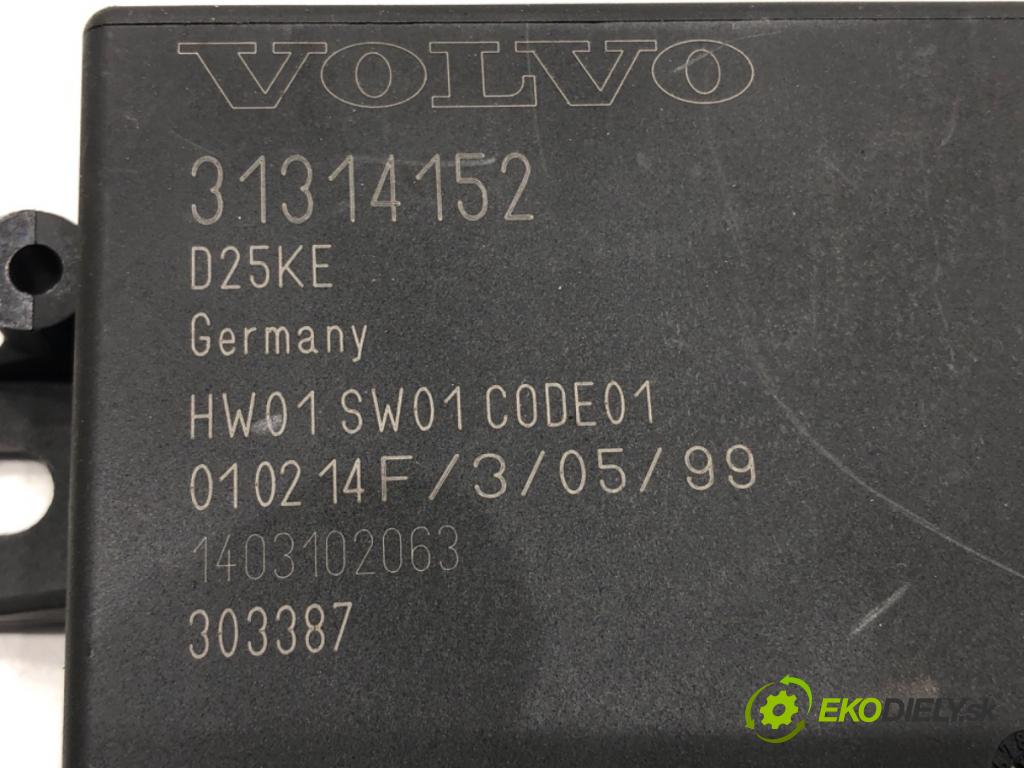 VOLVO
31314152
D25KE
Germany
HW01 SW01 CODE01
010214F/3/05/99
1403102063
303387
EKODIELY.sk